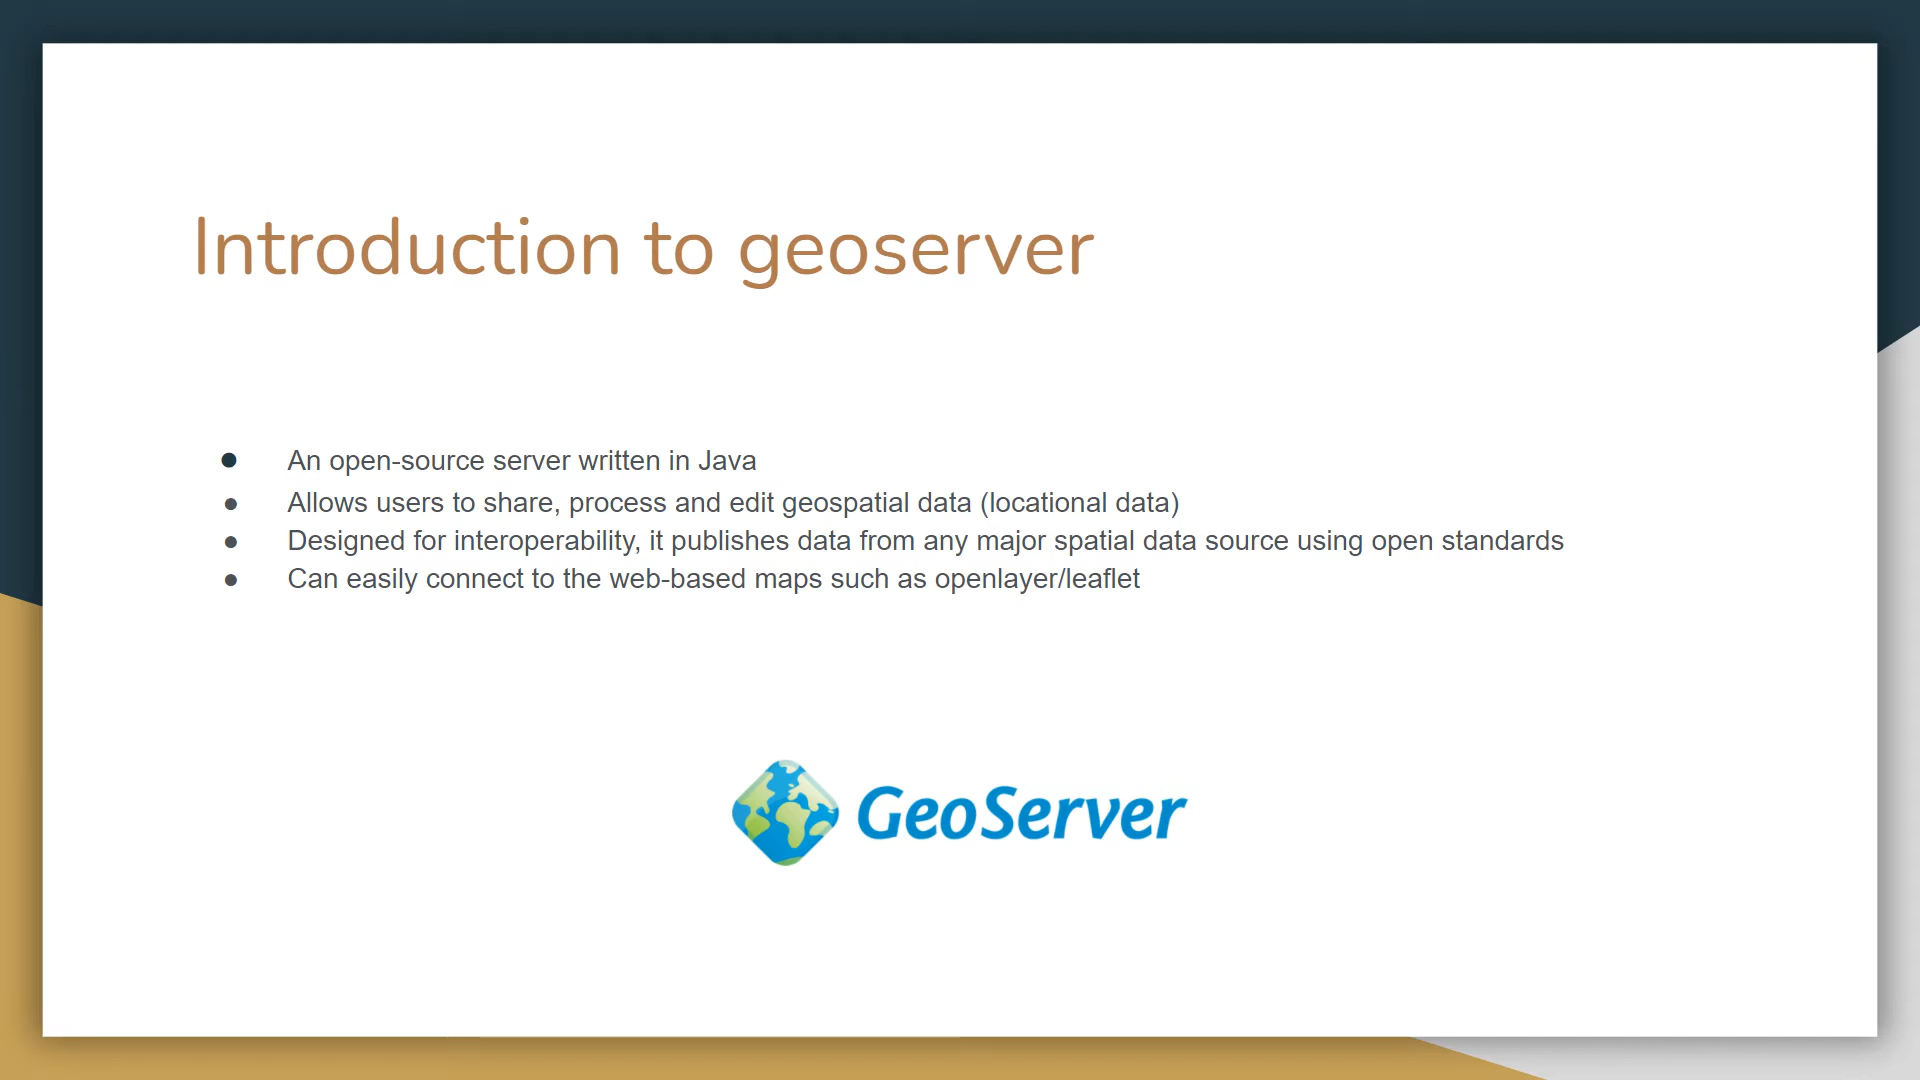 Introduction to geoserver
● An open-source server written in Java
● Allows users to share, process and edit geospatial data (locational data)
● Designed for interoperability, it publishes data from any major spatial data source using open standards
● Can easily connect to the web-based maps such as openlayer/leaflet
GeoServer